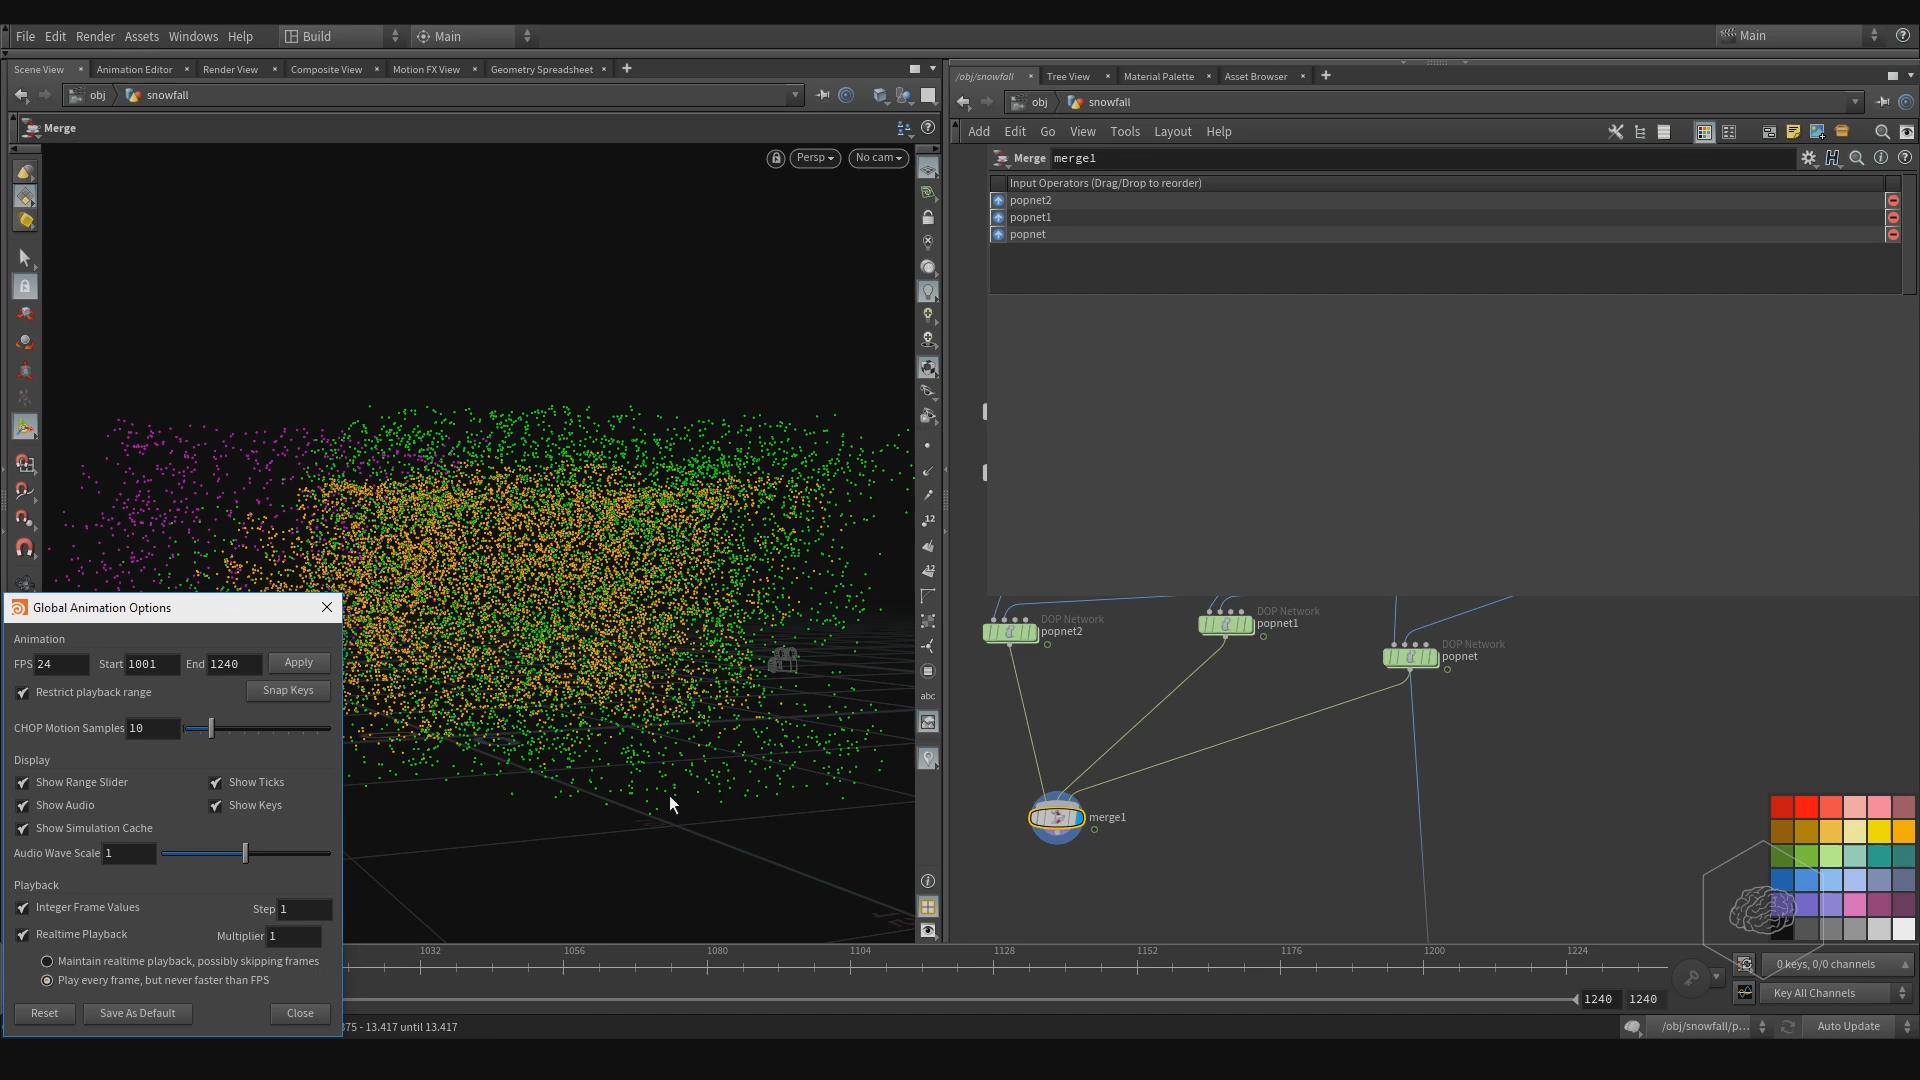 File Edit Render Assets Windows Help Build Main Main
Scene View Animation Editor Render View Composite View Motion FX View Geometry Spreadsheet
obj snowfall
Merge
Persp No cam
12
12
abc
/obj/snowfall Tree View Material Palette Asset Browser
obj snowfall
Add Edit Go View Tools Layout Help
Merge merge1
Input Operators (Drag/Drop to reorder)
popnet2
popnet1
popnet
DOP Network
popnet2
DOP Network
popnet1
DOP Network
popnet
merge1
Global Animation Options
Animation
FPS 24 Start 1001 End 1240 Apply
Restrict playback range Snap Keys
CHOP Motion Samples 10
Display
Show Range Slider Show Ticks
Show Audio Show Keys
Show Simulation Cache
Audio Wave Scale 1
Playback
Integer Frame Values Step 1
Realtime Playback Multiplier 1
Maintain realtime playback, possibly skipping frames
Play every frame, but never faster than FPS
Reset Save As Default Close
1032 1056 1080 1104 1128 1152 1176 1200 1224
0 keys, 0/0 channels
1240 1240 Key All Channels
75 - 13.417 until 13.417
/obj/snowfall/p... Auto Update